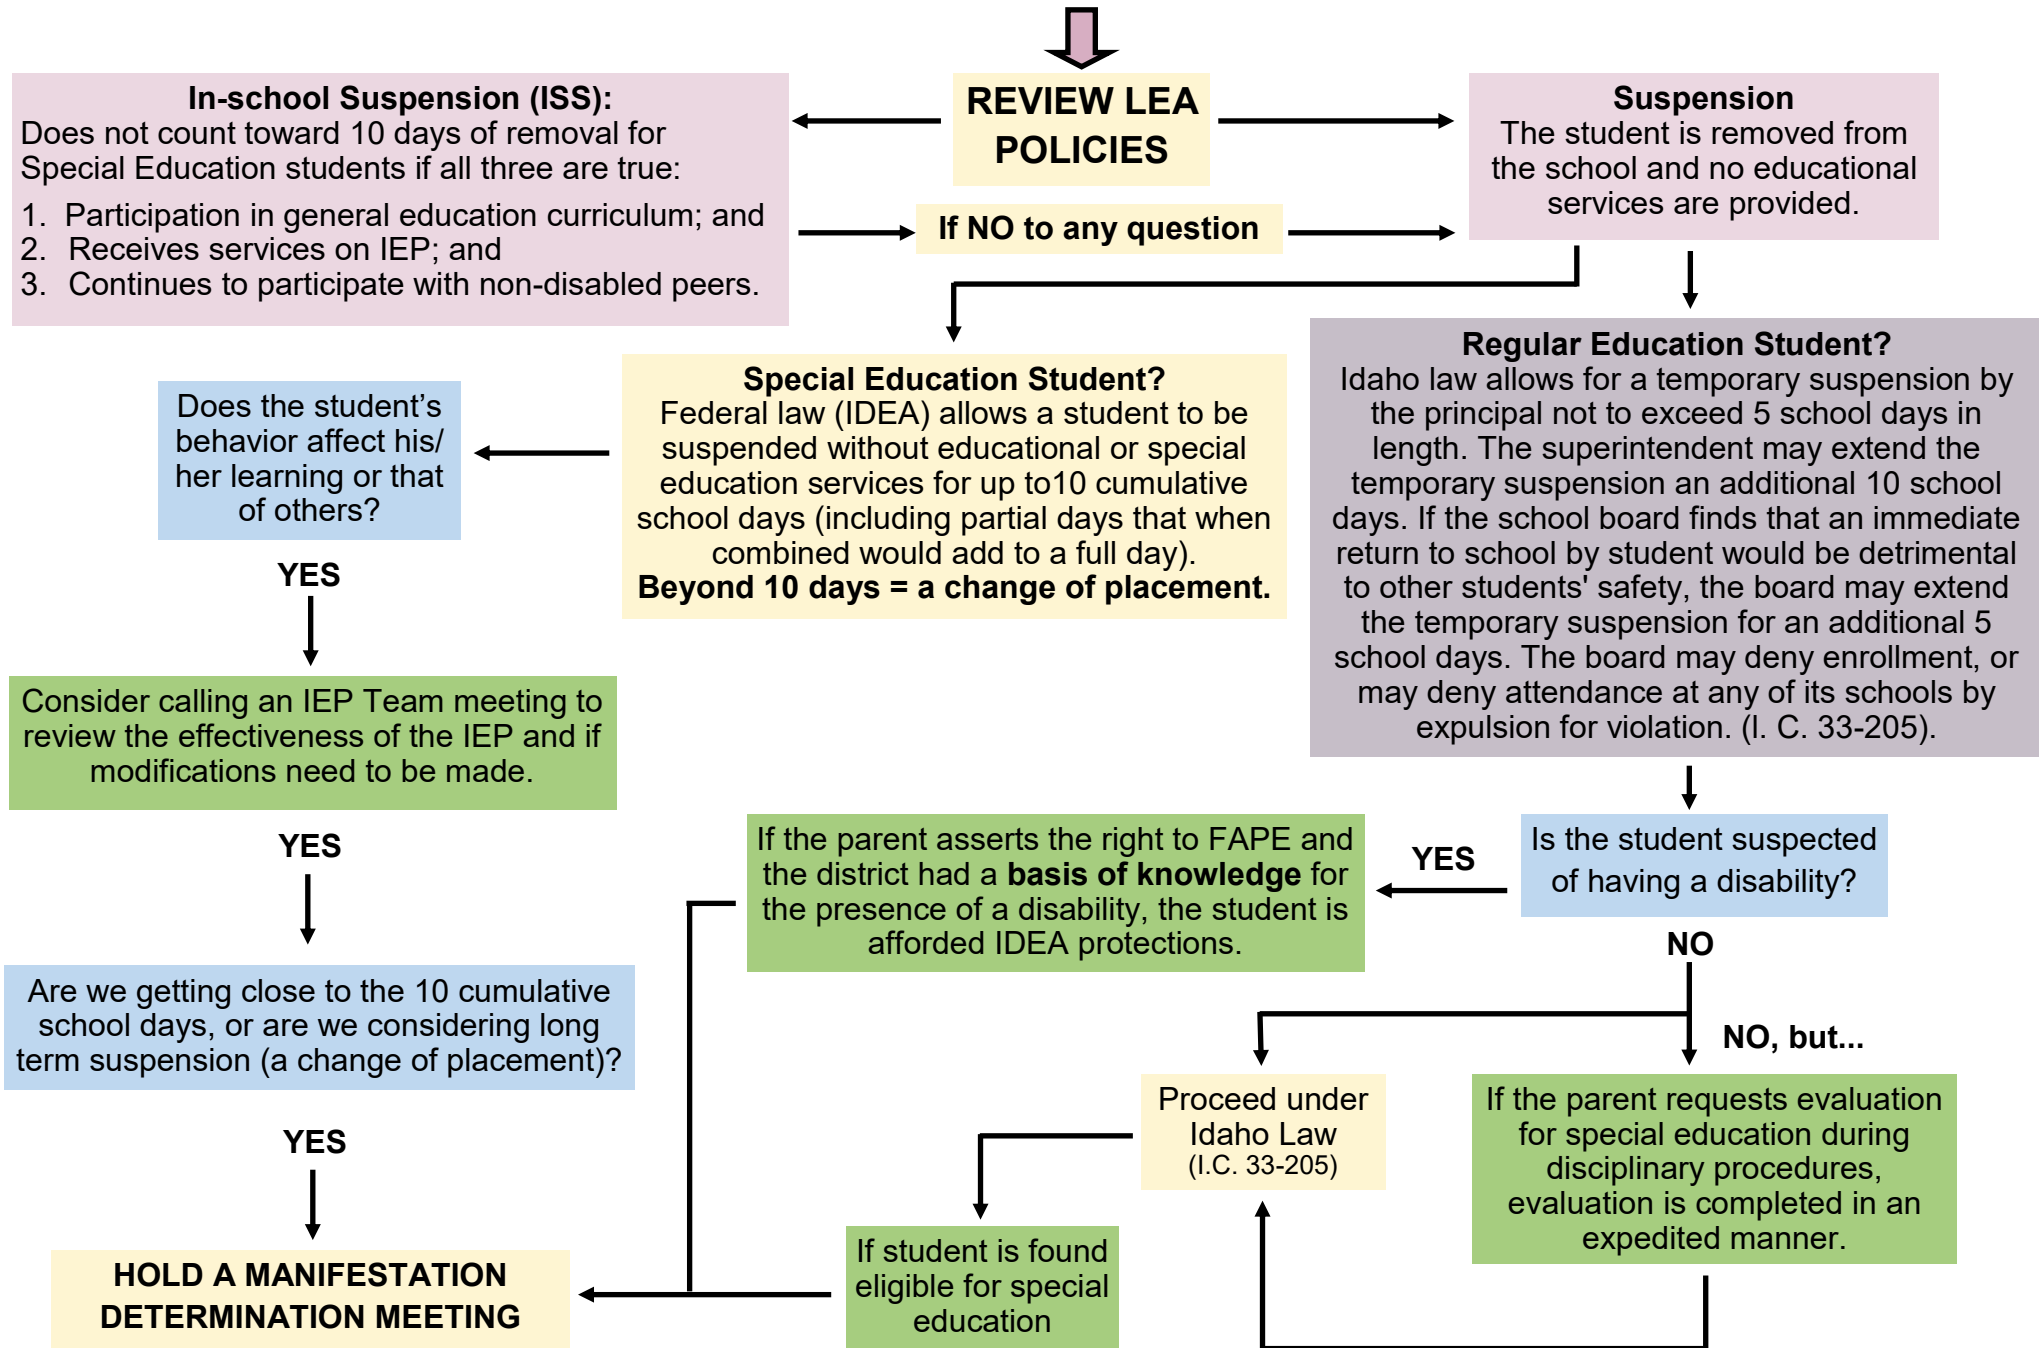 REVIEW LEA
POLICIES
In-school Suspension (ISS):
Does not count toward 10 days of removal for
Special Education students if all three are true:
1. Participation in general education curriculum; and
2. Receives services on IEP; and
3. Continues to participate with non-disabled peers.
If NO to any question
Suspension
The student is removed from
the school and no educational
services are provided.
Special Education Student?
Federal law (IDEA) allows a student to be
suspended without educational or special
education services for up to10 cumulative
school days (including partial days that when
combined would add to a full day).
Beyond 10 days = a change of placement.
Does the student’s
behavior affect his/
her learning or that
of others?
YES
Consider calling an IEP Team meeting to
review the effectiveness of the IEP and if
modifications need to be made.
YES
Are we getting close to the 10 cumulative
school days, or are we considering long
term suspension (a change of placement)?
YES
HOLD A MANIFESTATION
DETERMINATION MEETING
Regular Education Student?
Idaho law allows for a temporary suspension by
the principal not to exceed 5 school days in
length. The superintendent may extend the
temporary suspension an additional 10 school
days. If the school board finds that an immediate
return to school by student would be detrimental
to other students' safety, the board may extend
the temporary suspension for an additional 5
school days. The board may deny enrollment, or
may deny attendance at any of its schools by
expulsion for violation. (I. C. 33-205).
Is the student suspected
of having a disability?
YES
If the parent asserts the right to FAPE and
the district had a basis of knowledge for
the presence of a disability, the student is
afforded IDEA protections.
NO
NO, but...
Proceed under
Idaho Law
(I.C. 33-205)
If the parent requests evaluation
for special education during
disciplinary procedures,
evaluation is completed in an
expedited manner.
If student is found
eligible for special
education